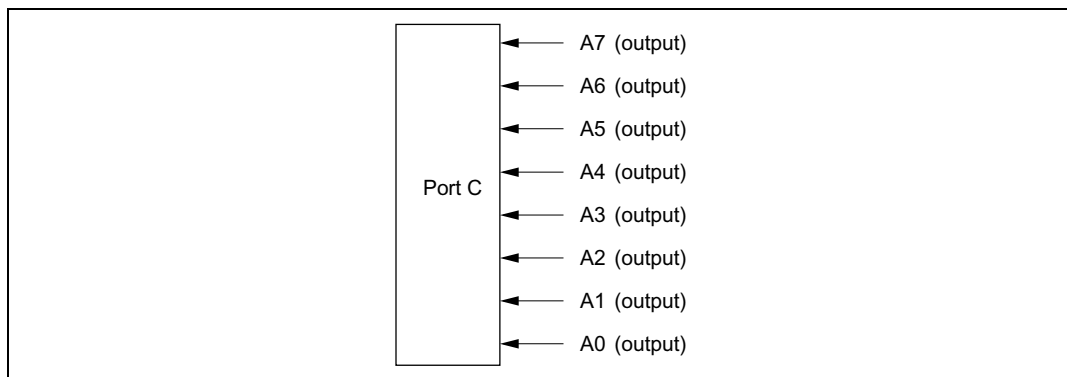 A7 (output)
A6 (output)
A5 (output)
A4 (output)
Port C
A3 (output)
A2 (output)
A1 (output)
A0 (output)